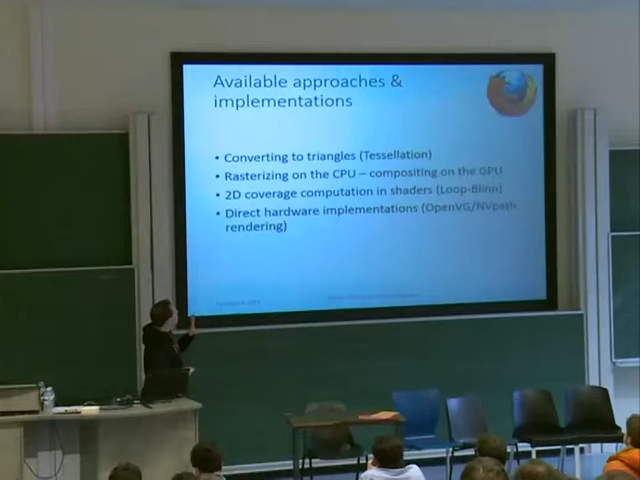 Available approaches &
implementations
• Converting to triangles (Tessellation)
• Rasterizing on the CPU – compositing on the GPU
• 2D coverage computation in shaders (Loop-Blinn)
• Direct hardware implementations (OpenVG/NVpath
rendering)